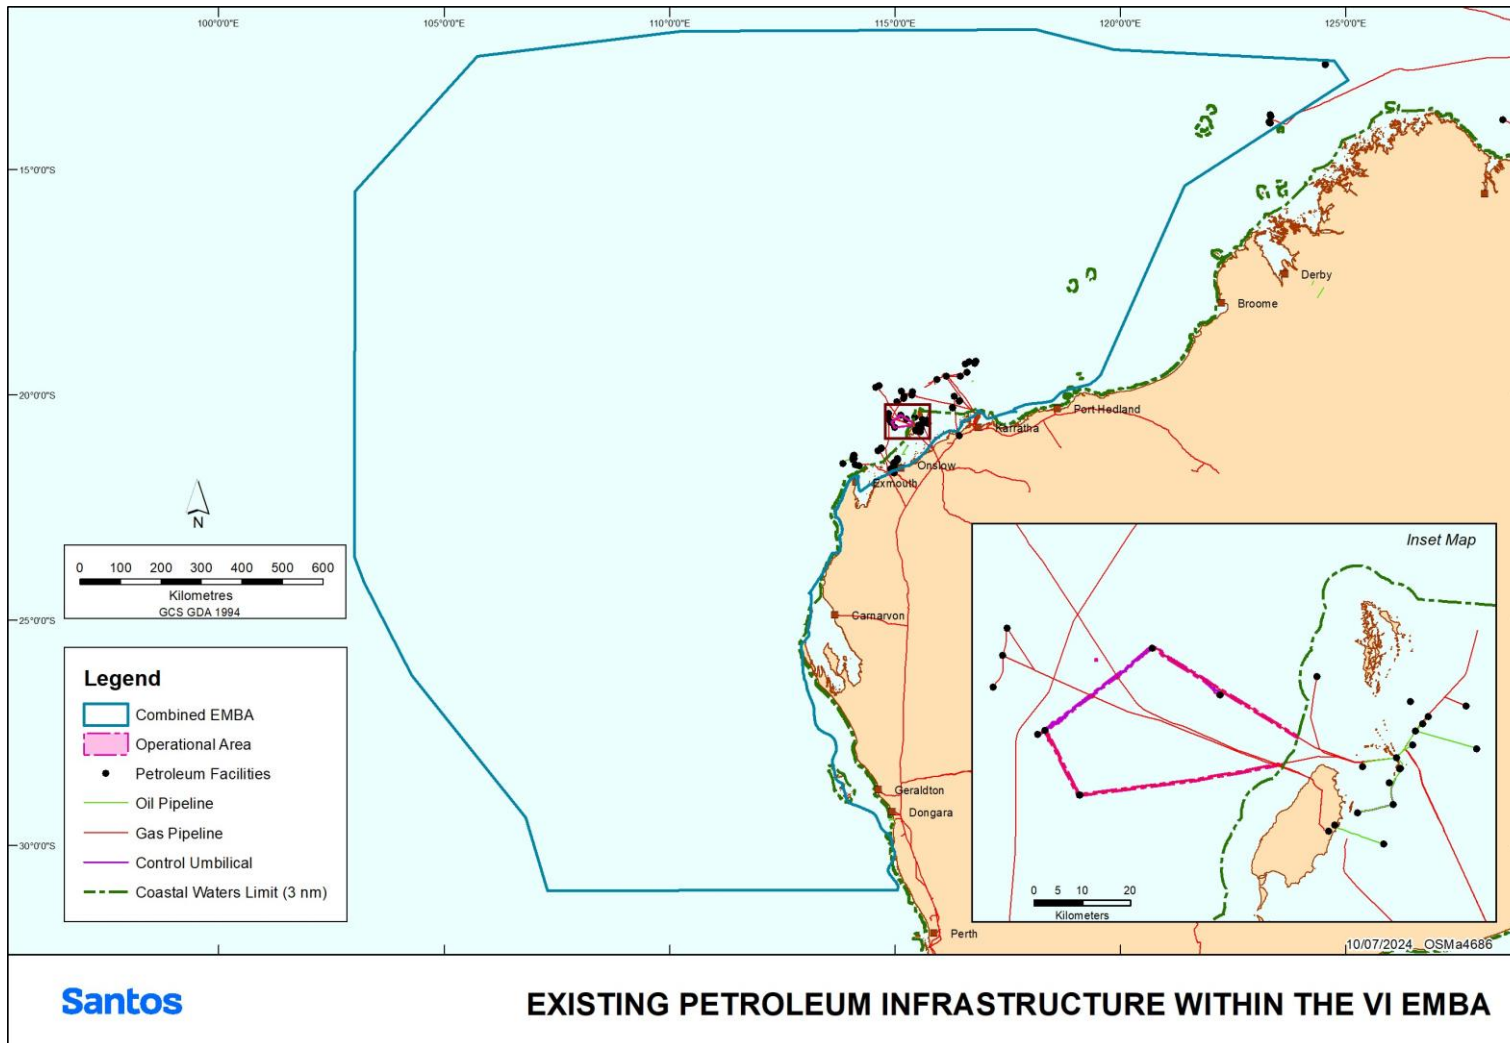 100°0'0"E
105°0'0"E
110°0'0"E
115°0'0"E
120°0'0"E
125°0'0"E
15°0'0"S
20°0'0"S
25°0'0"S
30°0'0"S
Derby
Broome
Port Hedland
Karratha
Onslow
Exmouth
Carnarvon
Geraldton
Dongara
Perth
N
0 100 200 300 400 500 600
Kilometres
GCS GDA 1994
Legend
Combined EMBA
Operational Area
Petroleum Facilities
Oil Pipeline
Gas Pipeline
Control Umbilical
Coastal Waters Limit (3 nm)
Inset Map
0 5 10 20
Kilometers
10/07/2024 OSMa4686
Santos
EXISTING PETROLEUM INFRASTRUCTURE WITHIN THE VI EMBA